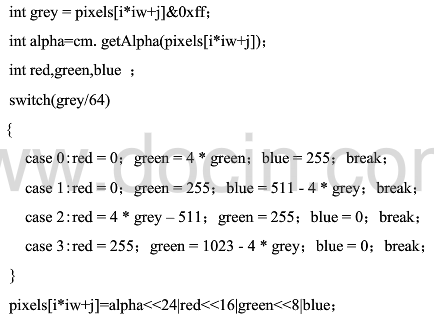 int grey = pixels[i*iw+j]&0xff；
int alpha=cm. getAlpha(pixels[i*iw+j])；
int red,green,blue ；
switch(grey/64)
{
case 0:red = 0；green = 4 * green；blue = 255；break；
case 1:red = 0；green = 255；blue = 511 - 4 * grey；break；
case 2:red = 4 * grey – 511；green = 255；blue = 0；break；
case 3:red = 255；green = 1023 - 4 * grey；blue = 0；break；
}
pixels[i*iw+j]=alpha<<24|red<<16|green<<8|blue；
www.docin.com